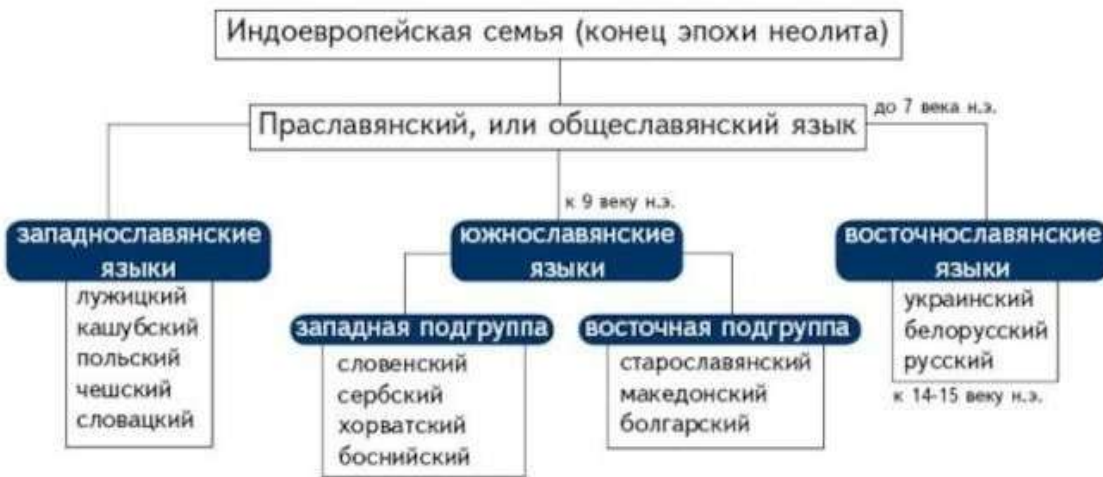 Индоевропейская семья (конец эпохи неолита)
до 7 века н.э.
Праславянский, или общеславянский язык
к 9 веку н.э.
западнославянские
языки
лужицкий
кашубский
польский
чешский
словацкий
южнославянские
языки
западная подгруппа
словенский
сербский
хорватский
боснийский
восточная подгруппа
старославянский
македонский
болгарский
восточнославянские
языки
украинский
белорусский
русский
к 14-15 веку н.э.